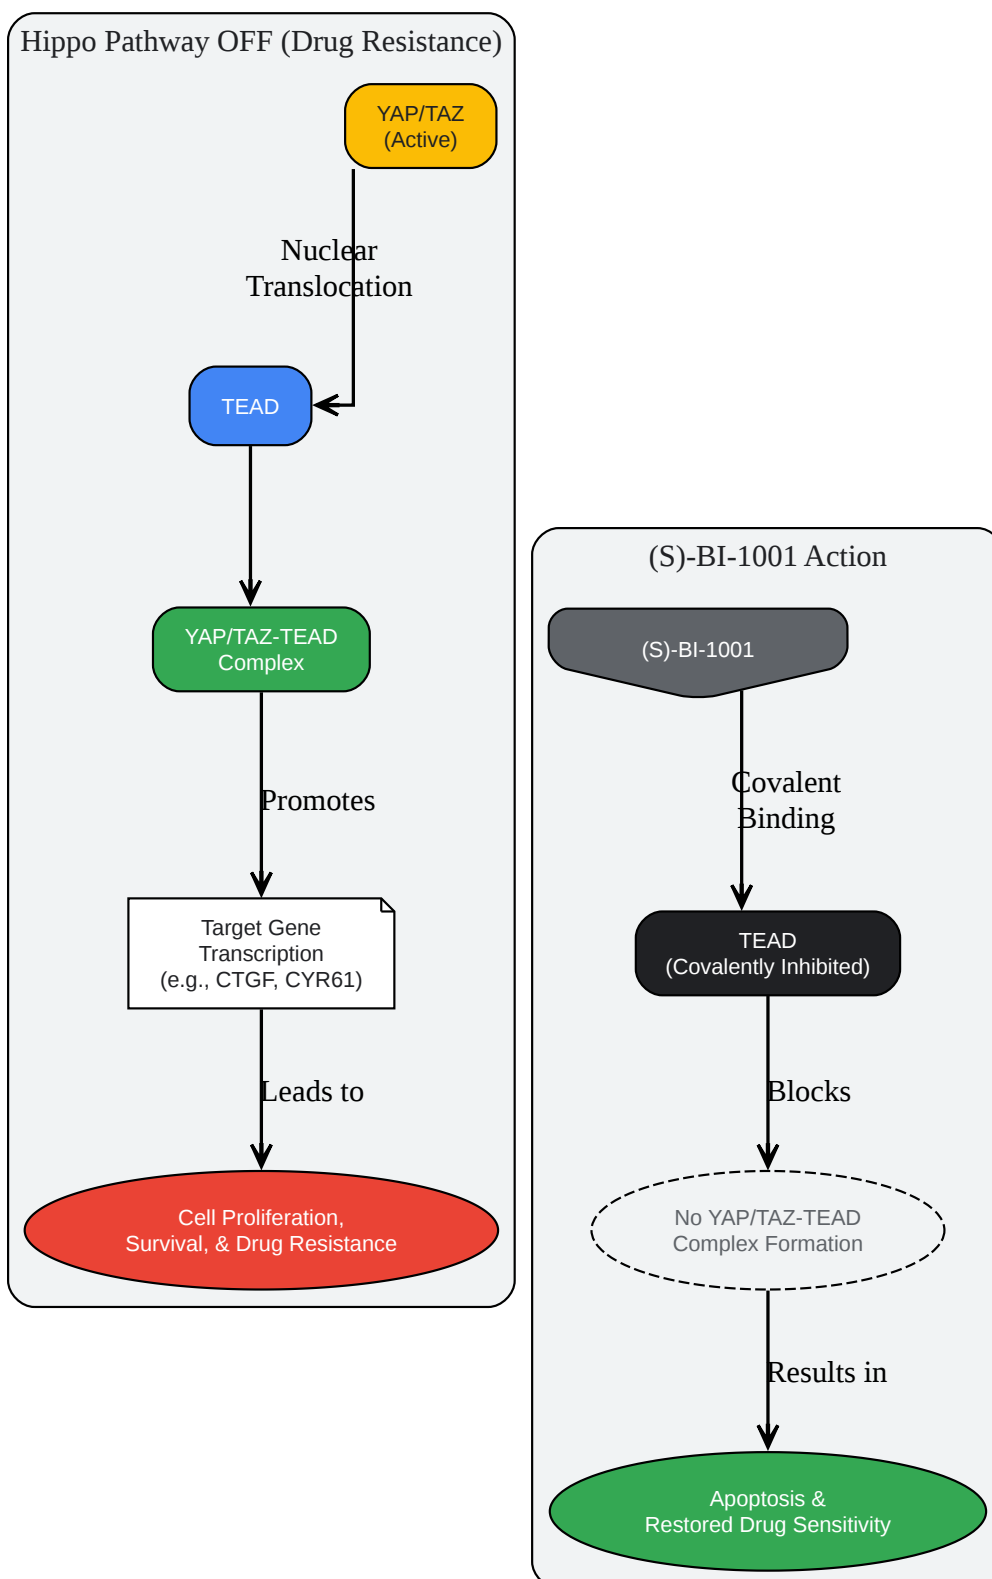 Hippo Pathway OFF (Drug Resistance)
YAP/TAZ
(Active)
Nuclear
Translocation
TEAD
YAP/TAZ-TEAD
Complex
Promotes
Target Gene
Transcription
(e.g., CTGF, CYR61)
Leads to
Cell Proliferation,
Survival, & Drug Resistance
(S)-BI-1001 Action
(S)-BI-1001
Covalent
Binding
TEAD
(Covalently Inhibited)
Blocks
No YAP/TAZ-TEAD
Complex Formation
Results in
Apoptosis &
Restored Drug Sensitivity